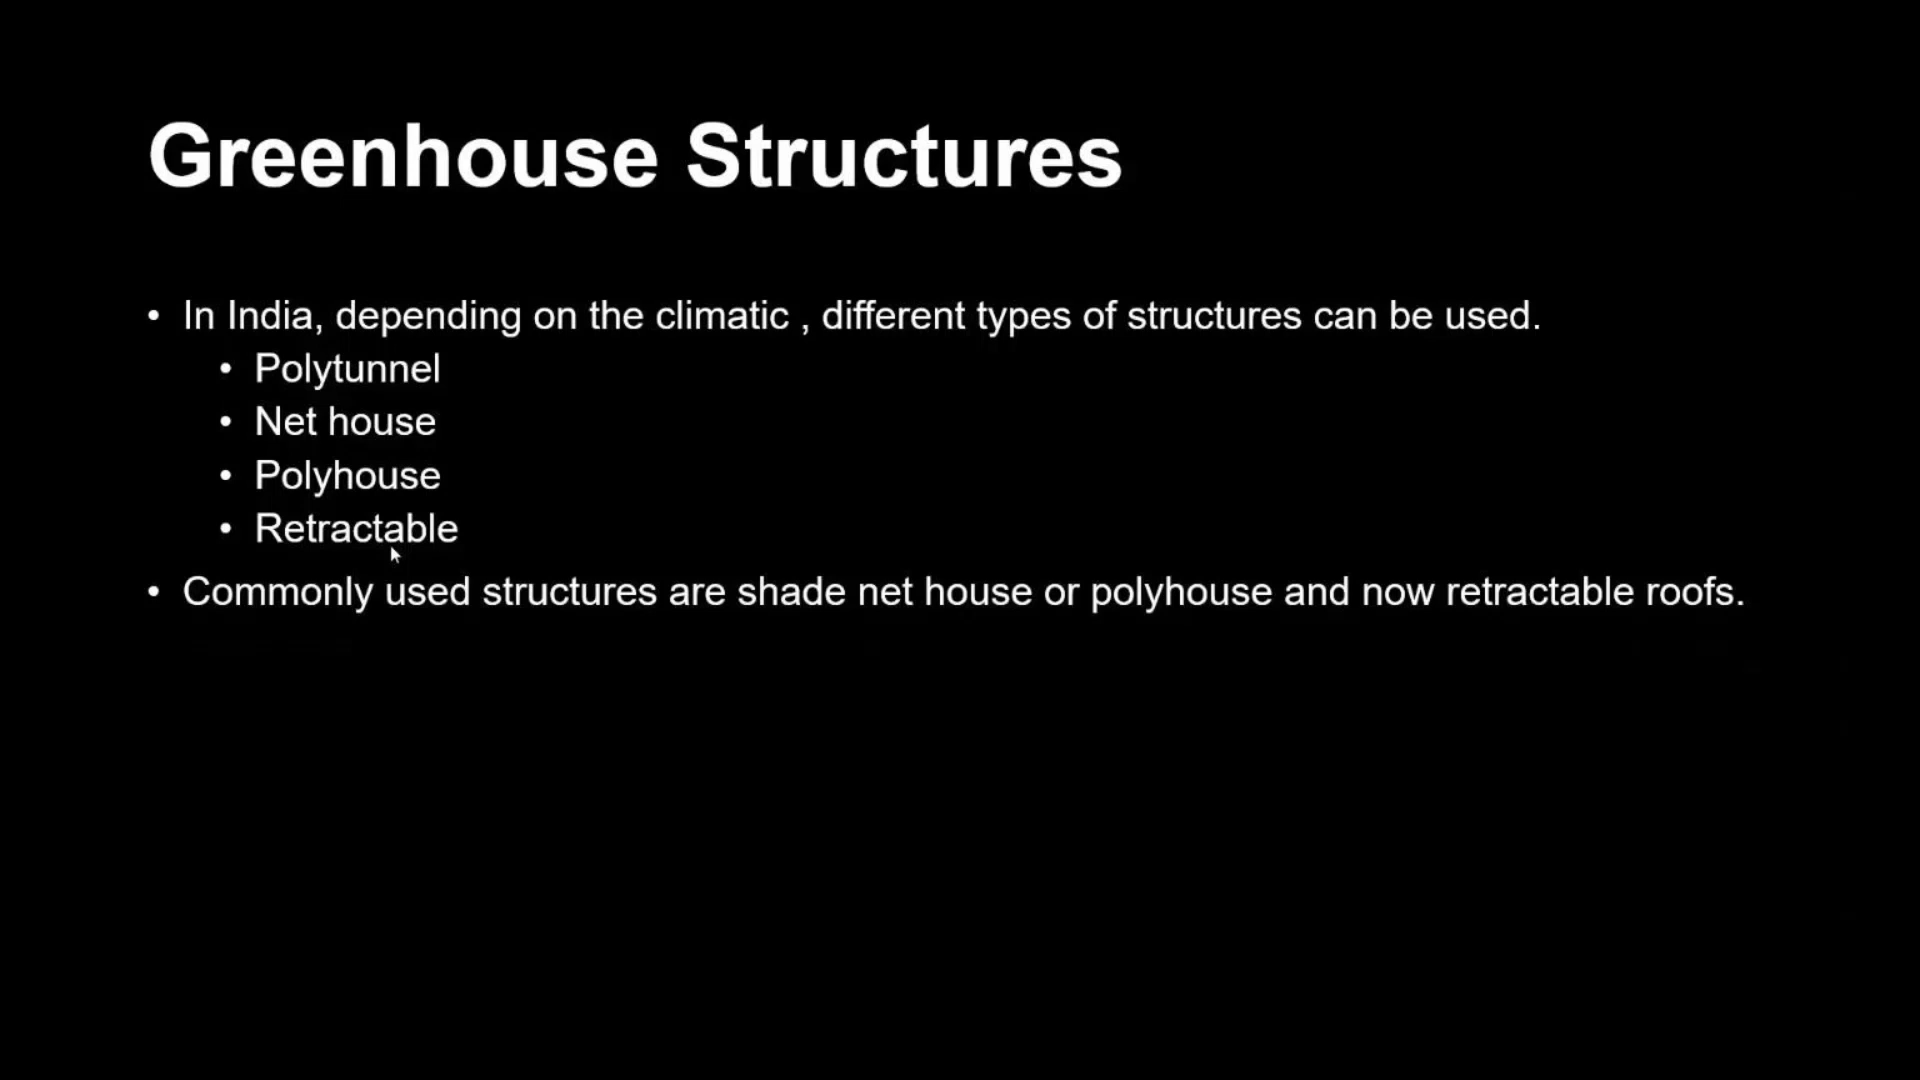 Greenhouse Structures
• In India, depending on the climatic , different types of structures can be used.
• Polytunnel
• Net house
• Polyhouse
• Retractable
• Commonly used structures are shade net house or polyhouse and now retractable roofs.